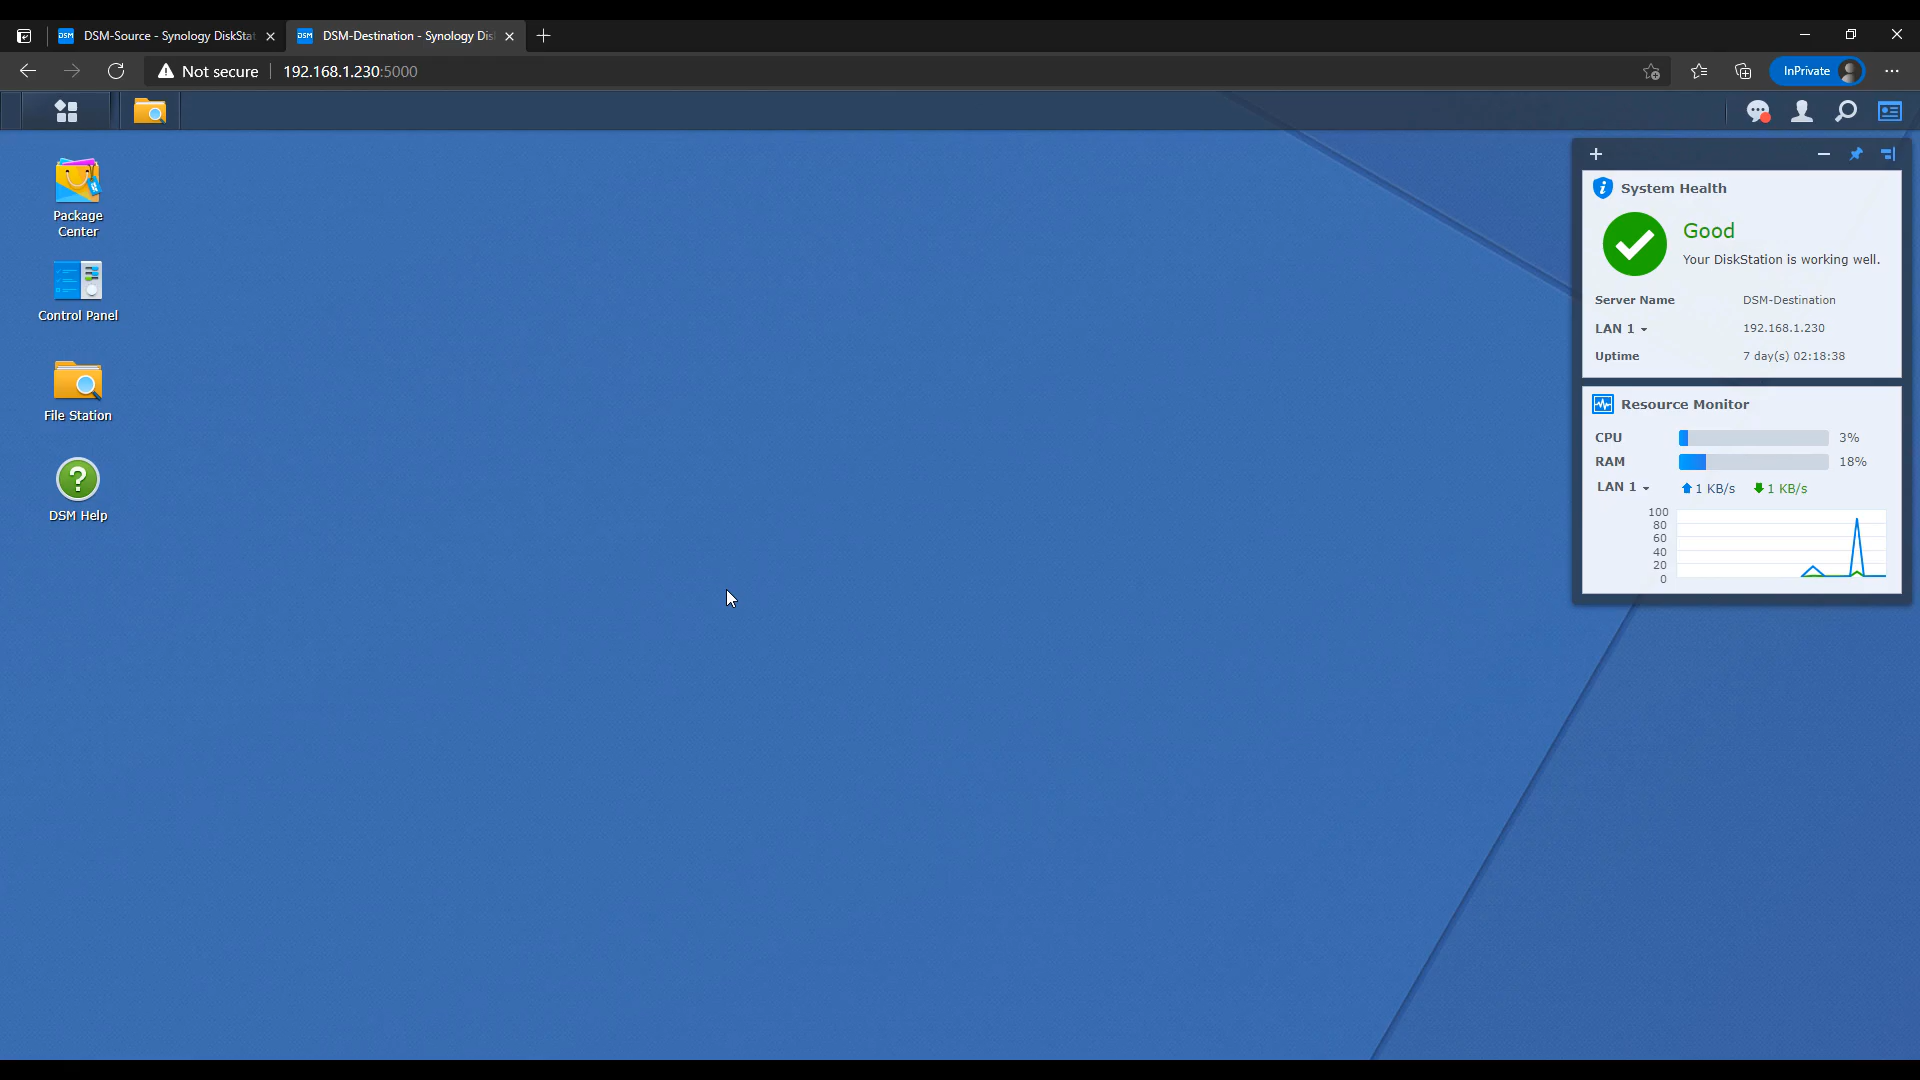 DSM-Source - Synology DiskStat
DSM-Destination - Synology Dis
Not secure
192.168.1.230:5000
InPrivate
Package
Center
Control Panel
File Station
DSM Help
System Health
Good
Your DiskStation is working well.
Server Name DSM-Destination
LAN 1 192.168.1.230
Uptime 7 day(s) 02:18:38
Resource Monitor
CPU 3%
RAM 18%
LAN 1 1 KB/s 1 KB/s
100
80
60
40
20
0